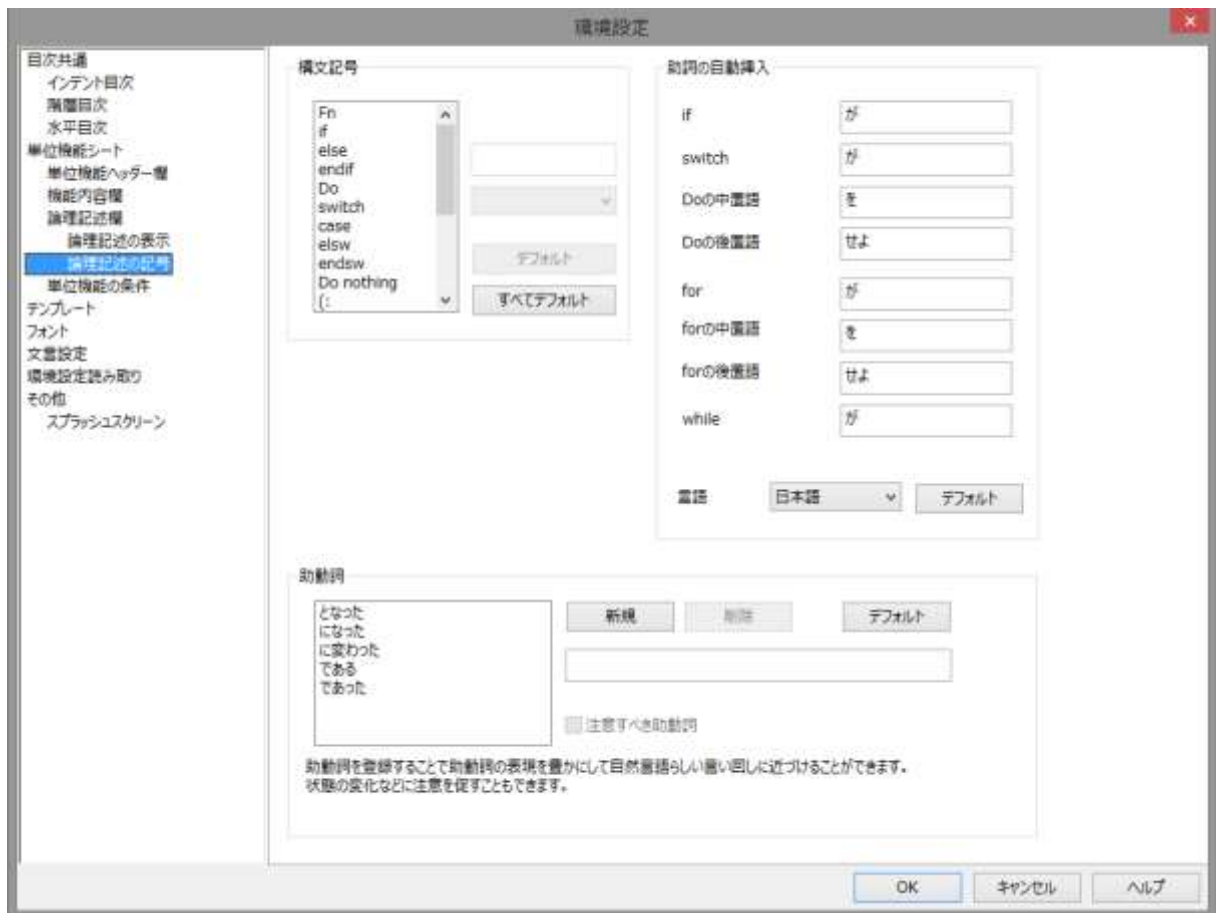 環境設定
目次共通
インデント目次
階層目次
水平目次
単位機能シート
単位機能ヘッダー欄
機能内容欄
論理記述欄
論理記述の表示
論理記述の記号
単位機能の条件
テンプレート
フォント
文書設定
環境設定読み取り
その他
スプラッシュスクリーン
構文記号
Fn
if
else
endif
Do
switch
case
elsw
endsw
Do nothing
(:
デフォルト
すべてデフォルト
助詞の自動挿入
if が
switch が
Doの中置語 を
Doの後置語 せよ
for が
forの中置語 を
forの後置語 せよ
while が
言語 日本語 デフォルト
助動詞
となった
になった
に変わった
である
であった
新規 削除 デフォルト
注意すべき助動詞
助動詞を登録することで助動詞の表現を豊かにして自然言語らしい言い回しに近づけることができます。
状態の変化などに注意を促すこともできます。
OK キャンセル ヘルプ